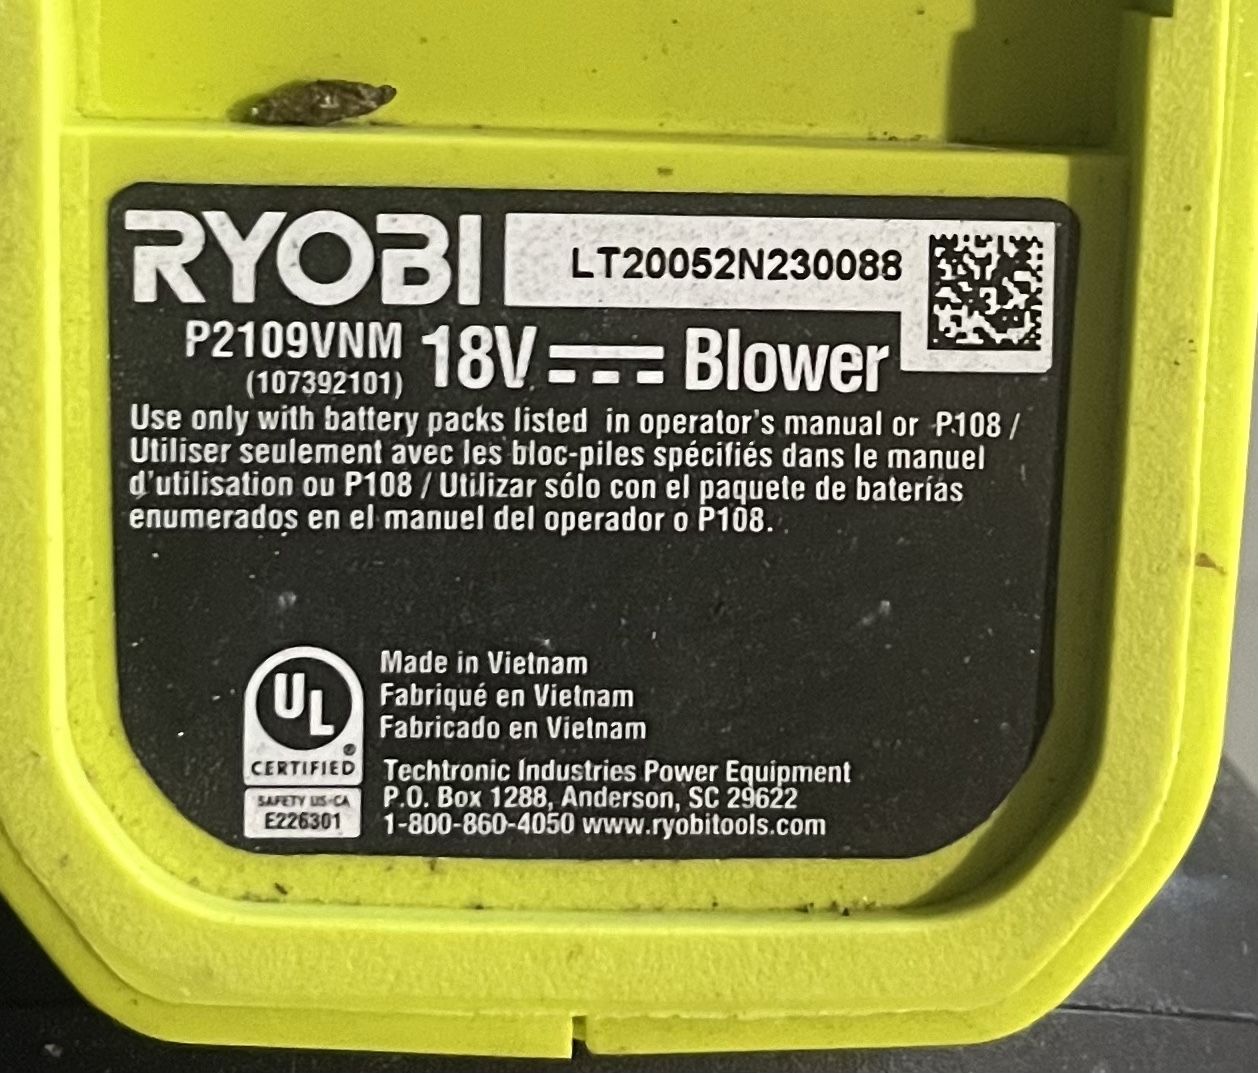 RYOBI
LT20052N230088
P2109VNM
(107392101)
18V Blower
Use only with battery packs listed in operator's manual or P108 /
Utiliser seulement avec les bloc-piles spécifiés dans le manuel
d'utilisation ou P108 / Utilizar sólo con el paquete de baterías
enumerados en el manuel del operador o P108.
UL
®
CERTIFIED
SAFETY US-CA
E226301
Made in Vietnam
Fabriqué en Vietnam
Fabricado en Vietnam
Techtronic Industries Power Equipment
P.O. Box 1288, Anderson, SC 29622
1-800-860-4050 www.ryobitools.com